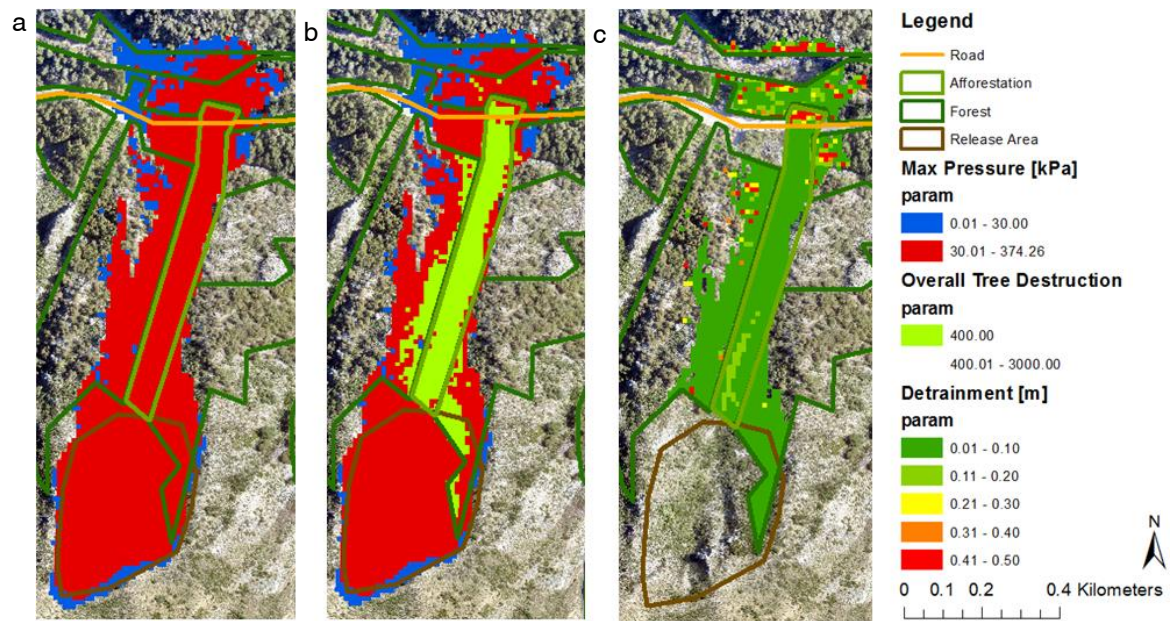 a
b
c
Legend
Road
Afforestation
Forest
Release Area
Max Pressure [kPa]
param
0.01 - 30.00
30.01 - 374.26
Overall Tree Destruction
param
400.00
400.01 - 3000.00
Detrainment [m]
param
0.01 - 0.10
0.11 - 0.20
0.21 - 0.30
0.31 - 0.40
0.41 - 0.50
N
0 0.2 0.4 Kilometers